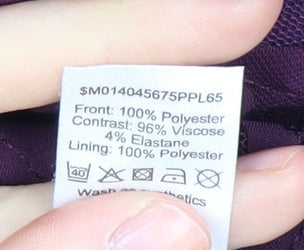 $M014045675PPL65
Front: 100% Polyester
Contrast: 96% Viscose
4% Elastane
Lining: 100% Polyester
40
Wash as synthetics